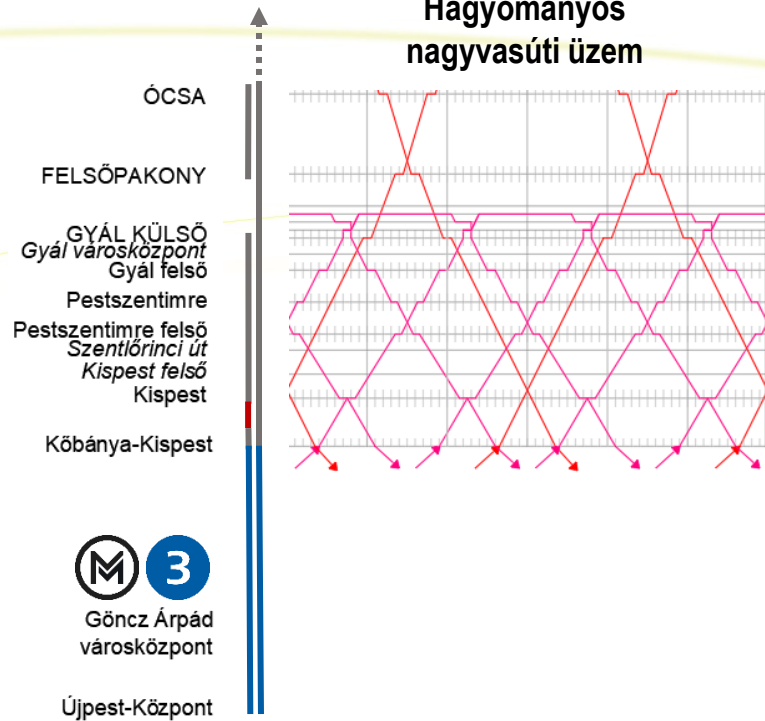 Hagyományos
nagyvasúti üzem
ÓCSA
FELSŐPAKONY
GYÁL KÜLSŐ
Gyál városközpont
Gyál felső
Pestszentimre
Pestszentimre felső
Szentlőrinci út
Kispest felső
Kispest
Kőbánya-Kispest
M 3
Göncz Árpád
városközpont
Újpest-Központ